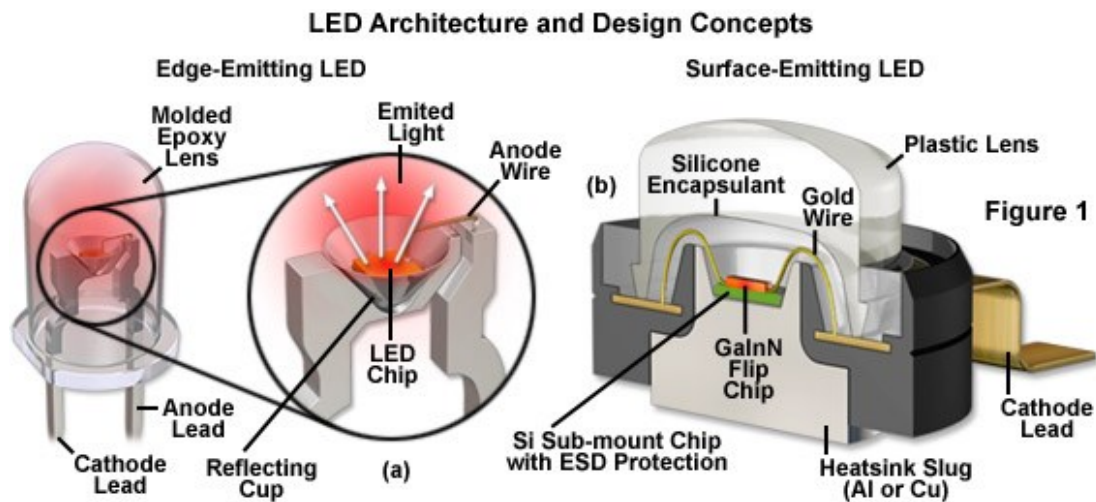 LED Architecture and Design Concepts
Edge-Emitting LED
Surface-Emitting LED
Molded
Epoxy
Lens
Emited
Light
Anode
Wire
LED
Chip
Anode
Lead
Cathode
Lead
Reflecting
Cup
(a)
(b)
Silicone
Encapsulant
Plastic Lens
Gold
Wire
Figure 1
GaInN
Flip
Chip
Si Sub-mount Chip
with ESD Protection
Cathode
Lead
Heatsink Slug
(Al or Cu)